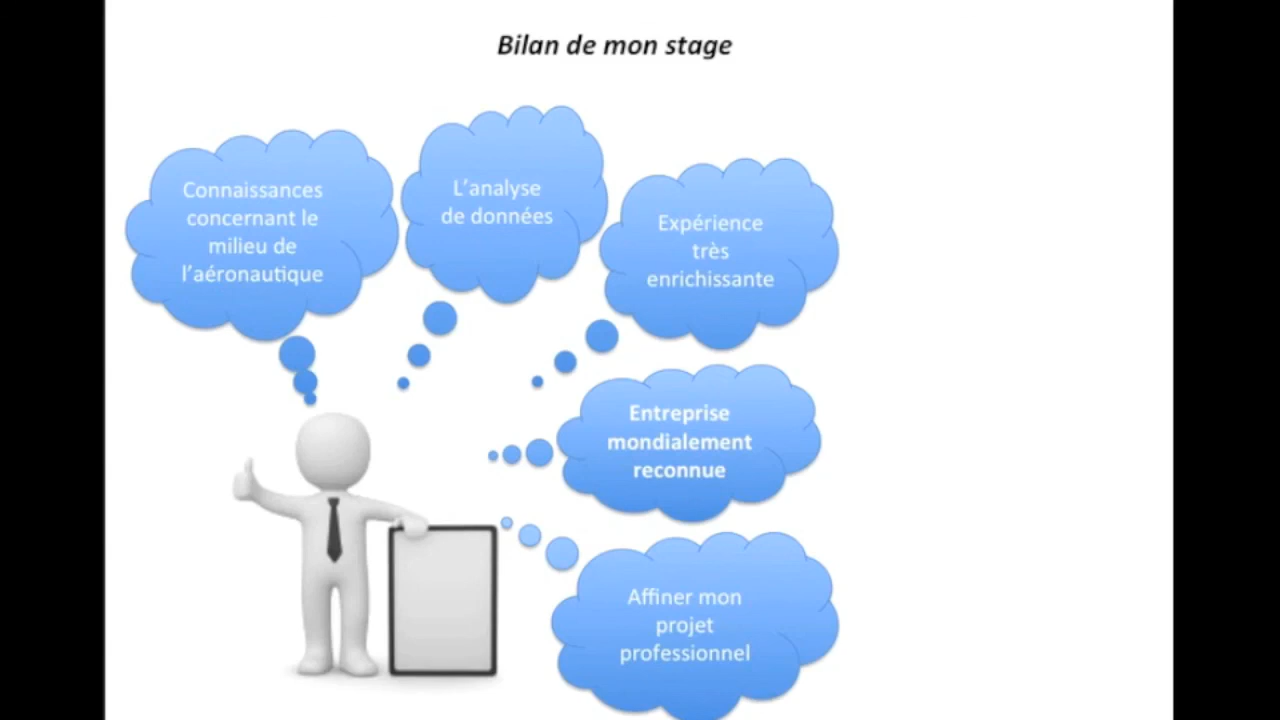 Bilan de mon stage
Connaissances
concernant le
milieu de
l'aéronautique
L'analyse
de données
Expérience
très
enrichissante
Entreprise
mondialement
reconnue
Affiner mon
projet
professionnel